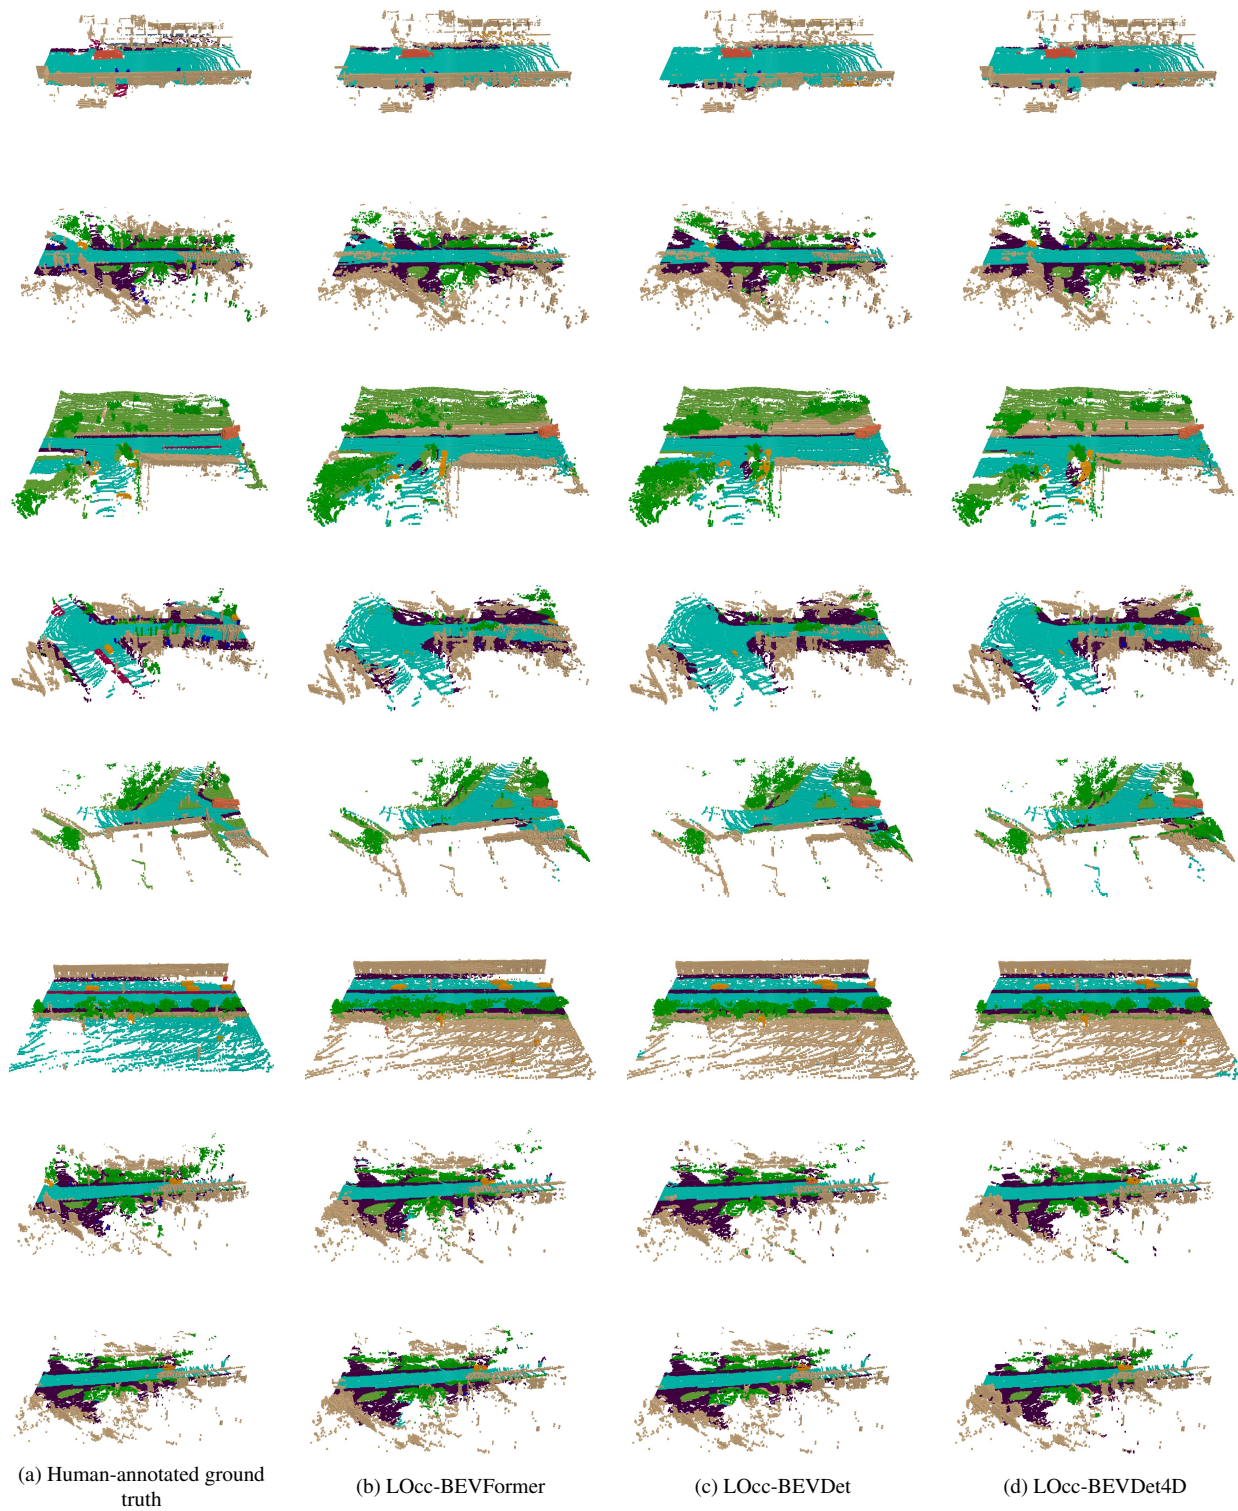 (a) Human-annotated ground
truth
(b) LOcc-BEVFormer
(c) LOcc-BEVDet
(d) LOcc-BEVDet4D